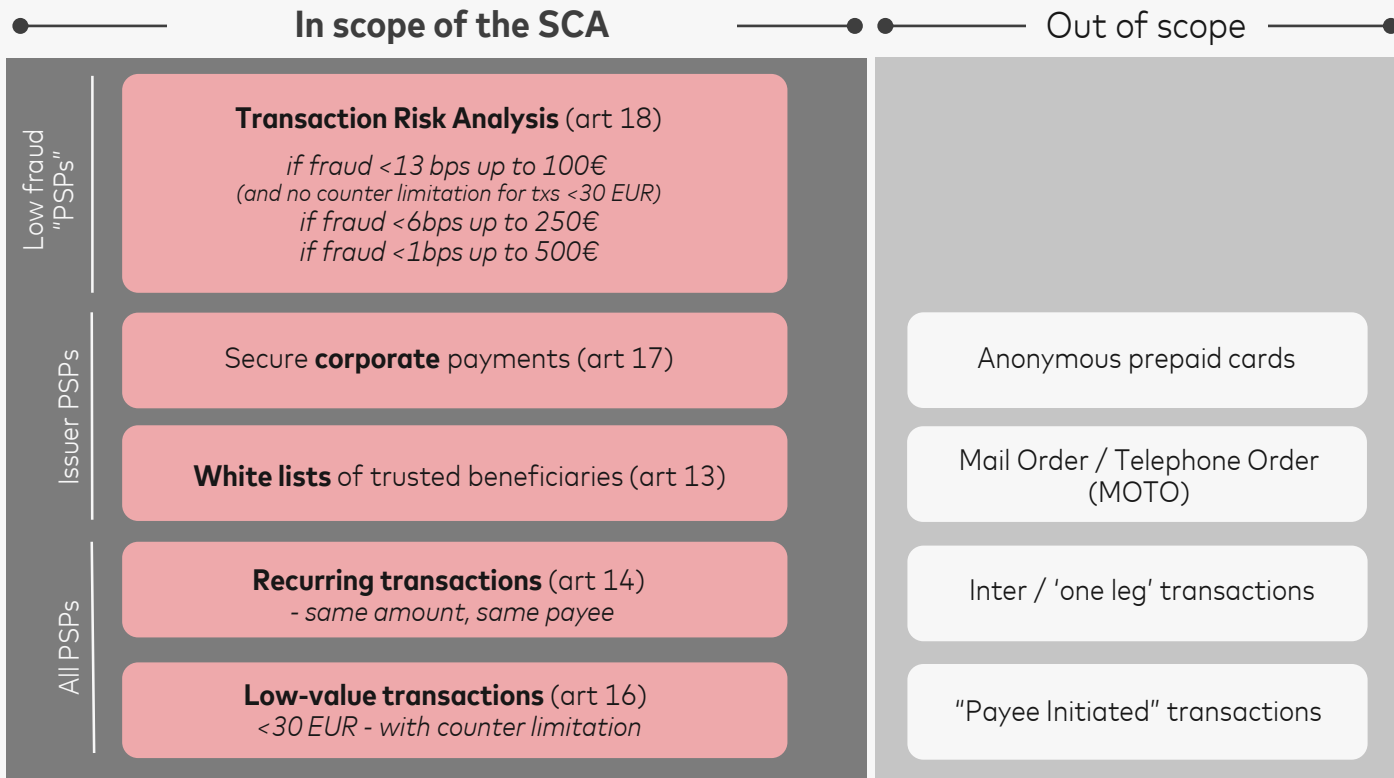 In scope of the SCA
Out of scope
Low fraud
"PSPs"
Transaction Risk Analysis (art 18)
if fraud <13 bps up to 100€
(and no counter limitation for txs <30 EUR)
if fraud <6bps up to 250€
if fraud <1bps up to 500€
Issuer PSPs
Secure corporate payments (art 17)
White lists of trusted beneficiaries (art 13)
All PSPs
Recurring transactions (art 14)
- same amount, same payee
Low-value transactions (art 16)
<30 EUR - with counter limitation
Anonymous prepaid cards
Mail Order / Telephone Order
(MOTO)
Inter / ‘one leg’ transactions
“Payee Initiated” transactions